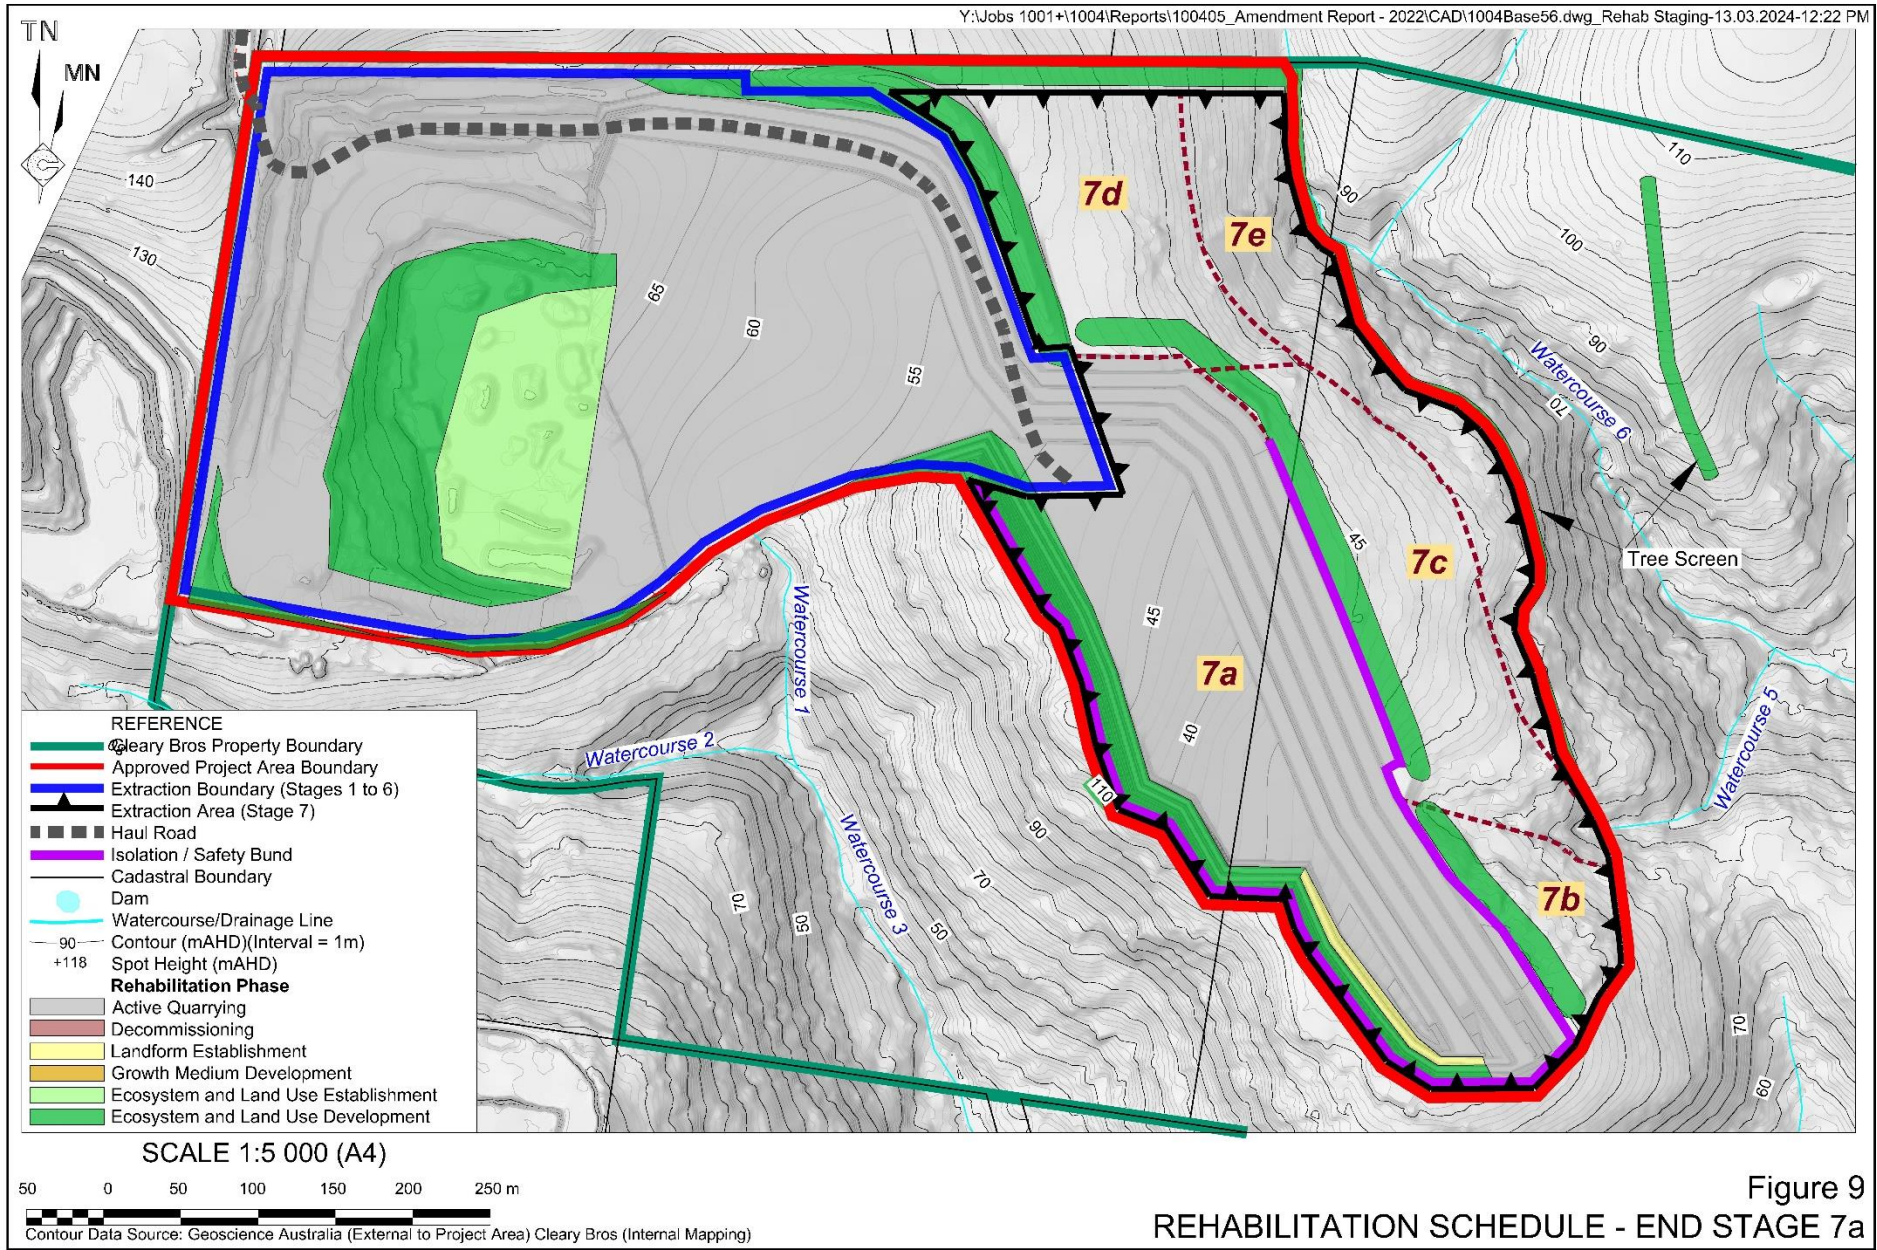 Y:\Jobs 1001+\1004\Reports\100405_Amendment Report - 2022\CAD\1004Base56.dwg_Rehab Staging-13.03.2024-12:22 PM
TN
MN
140
130
65
60
55
7d
7e
90
110
100
90
Watercourse 6
70
Tree Screen
45
7c
45
7a
40
Watercourse 1
Watercourse 2
Watercourse 3
Watercourse 5
110
90
70
50
70
50
7b
70
60
REFERENCE
Cleary Bros Property Boundary
Approved Project Area Boundary
Extraction Boundary (Stages 1 to 6)
Extraction Area (Stage 7)
Haul Road
Isolation / Safety Bund
Cadastral Boundary
Dam
Watercourse/Drainage Line
90 Contour (mAHD)(Interval = 1m)
+118 Spot Height (mAHD)
Rehabilitation Phase
Active Quarrying
Decommissioning
Landform Establishment
Growth Medium Development
Ecosystem and Land Use Establishment
Ecosystem and Land Use Development
SCALE 1:5 000 (A4)
50 0 50 100 150 200 250 m
Contour Data Source: Geoscience Australia (External to Project Area) Cleary Bros (Internal Mapping)
Figure 9
REHABILITATION SCHEDULE - END STAGE 7a